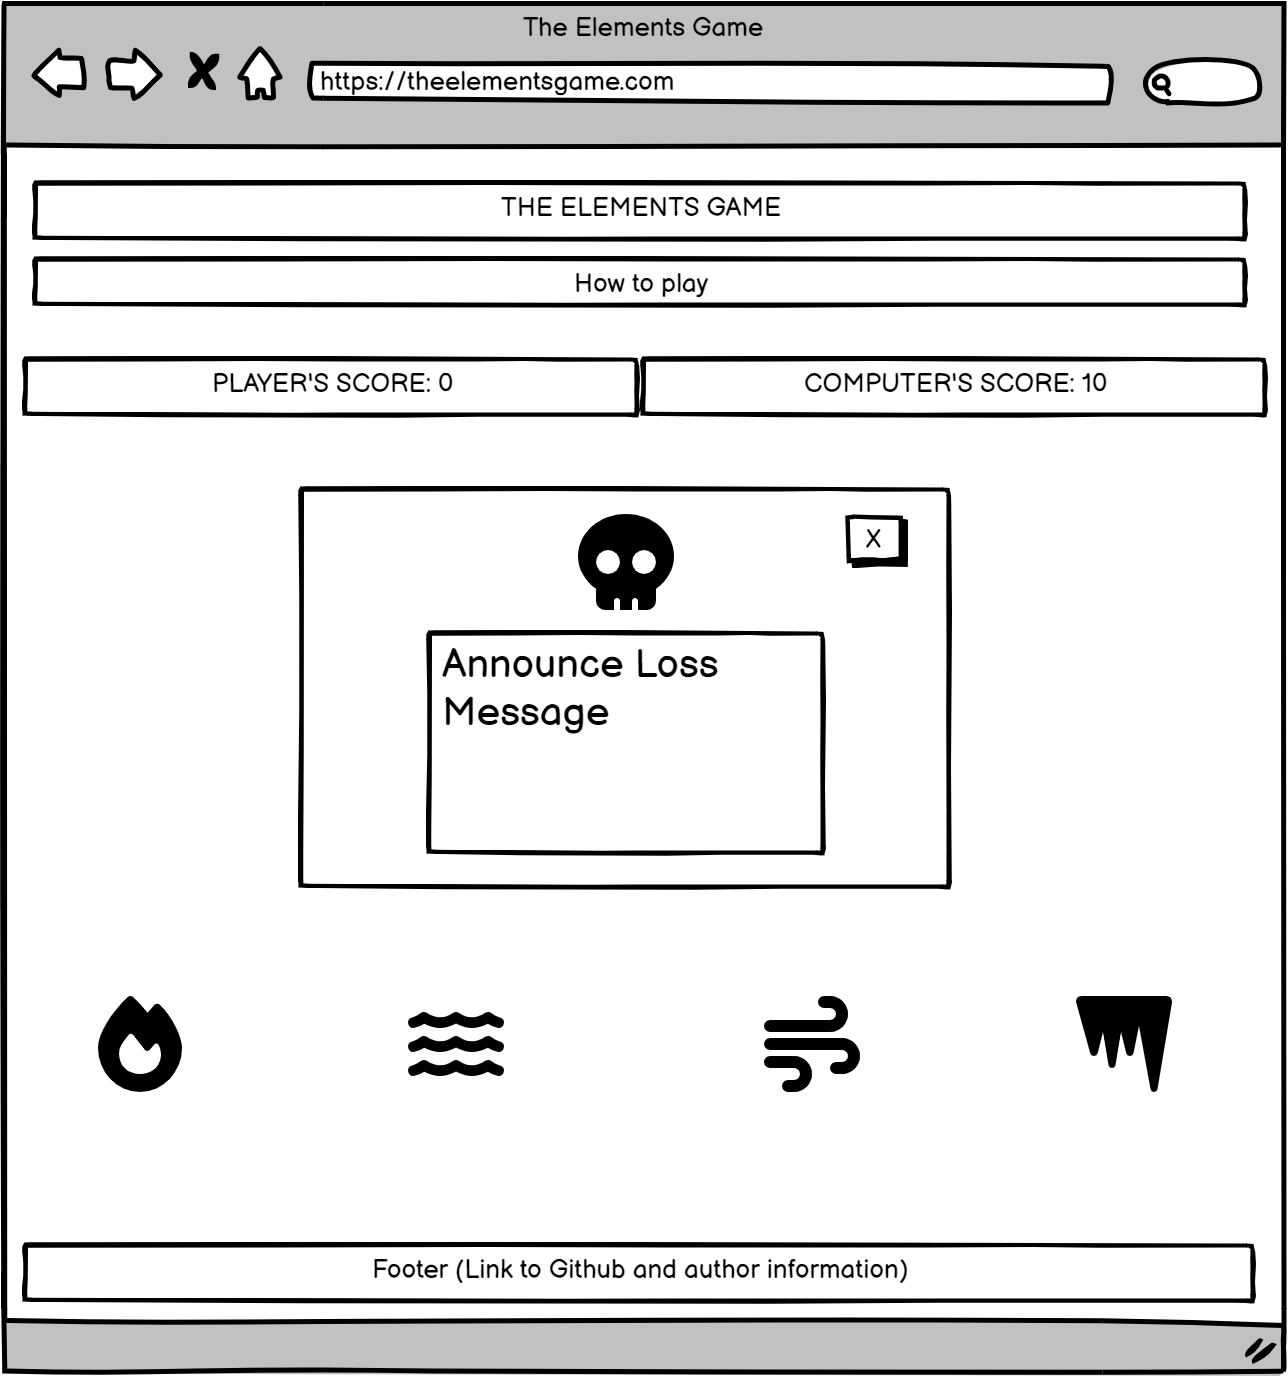 The Elements Game
https://theelementsgame.com
THE ELEMENTS GAME
How to play
PLAYER'S SCORE: 0
COMPUTER'S SCORE: 10
X
Announce Loss
Message
Footer (Link to Github and author information)